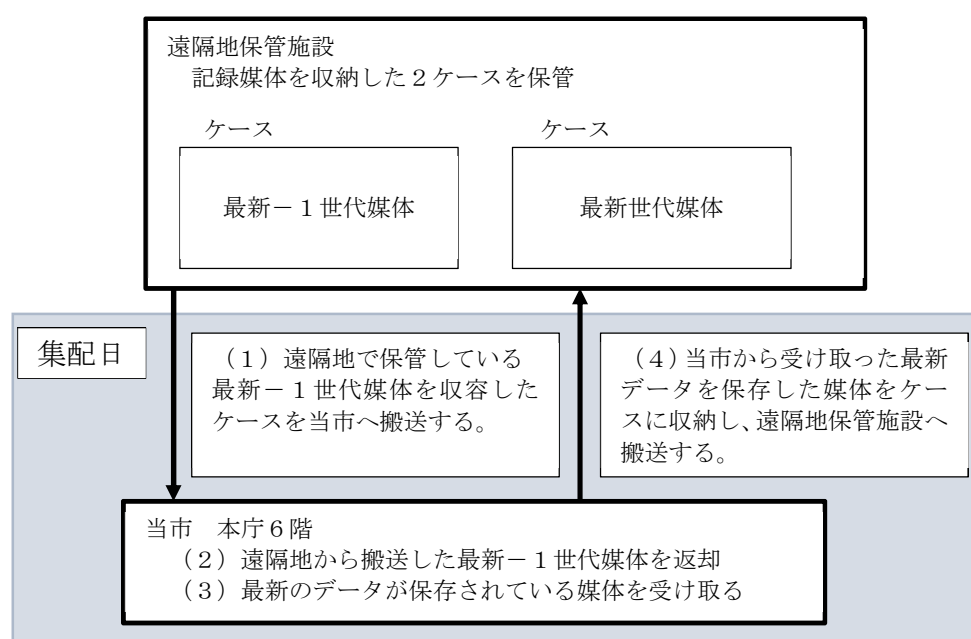 遠隔地保管施設
記録媒体を収納した2ケースを保管
ケース
ケース
最新－1世代媒体
最新世代媒体
集配日
(1)遠隔地で保管している
最新－1世代媒体を収容した
ケースを当市へ搬送する。
(4)当市から受け取った最新
データを保存した媒体をケー
スに収納し、遠隔地保管施設へ
搬送する。
当市 本庁6階
(2)遠隔地から搬送した最新－1世代媒体を返却
(3)最新のデータが保存されている媒体を受け取る